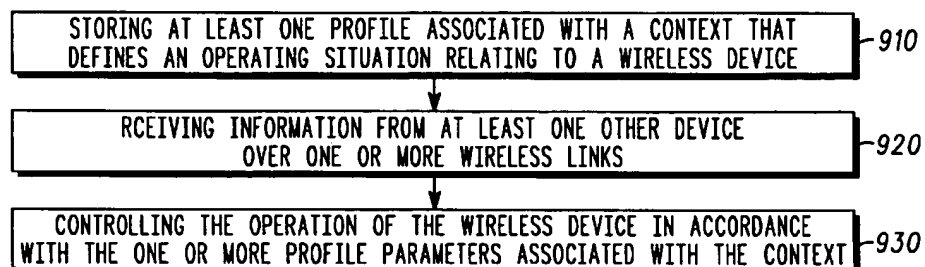 STORING AT LEAST ONE PROFILE ASSOCIATED WITH A CONTEXT THAT
DEFINES AN OPERATING SITUATION RELATING TO A WIRELESS DEVICE
910
RCEIVING INFORMATION FROM AT LEAST ONE OTHER DEVICE
OVER ONE OR MORE WIRELESS LINKS
920
CONTROLLING THE OPERATION OF THE WIRELESS DEVICE IN ACCORDANCE
WITH THE ONE OR MORE PROFILE PARAMETERS ASSOCIATED WITH THE CONTEXT
930